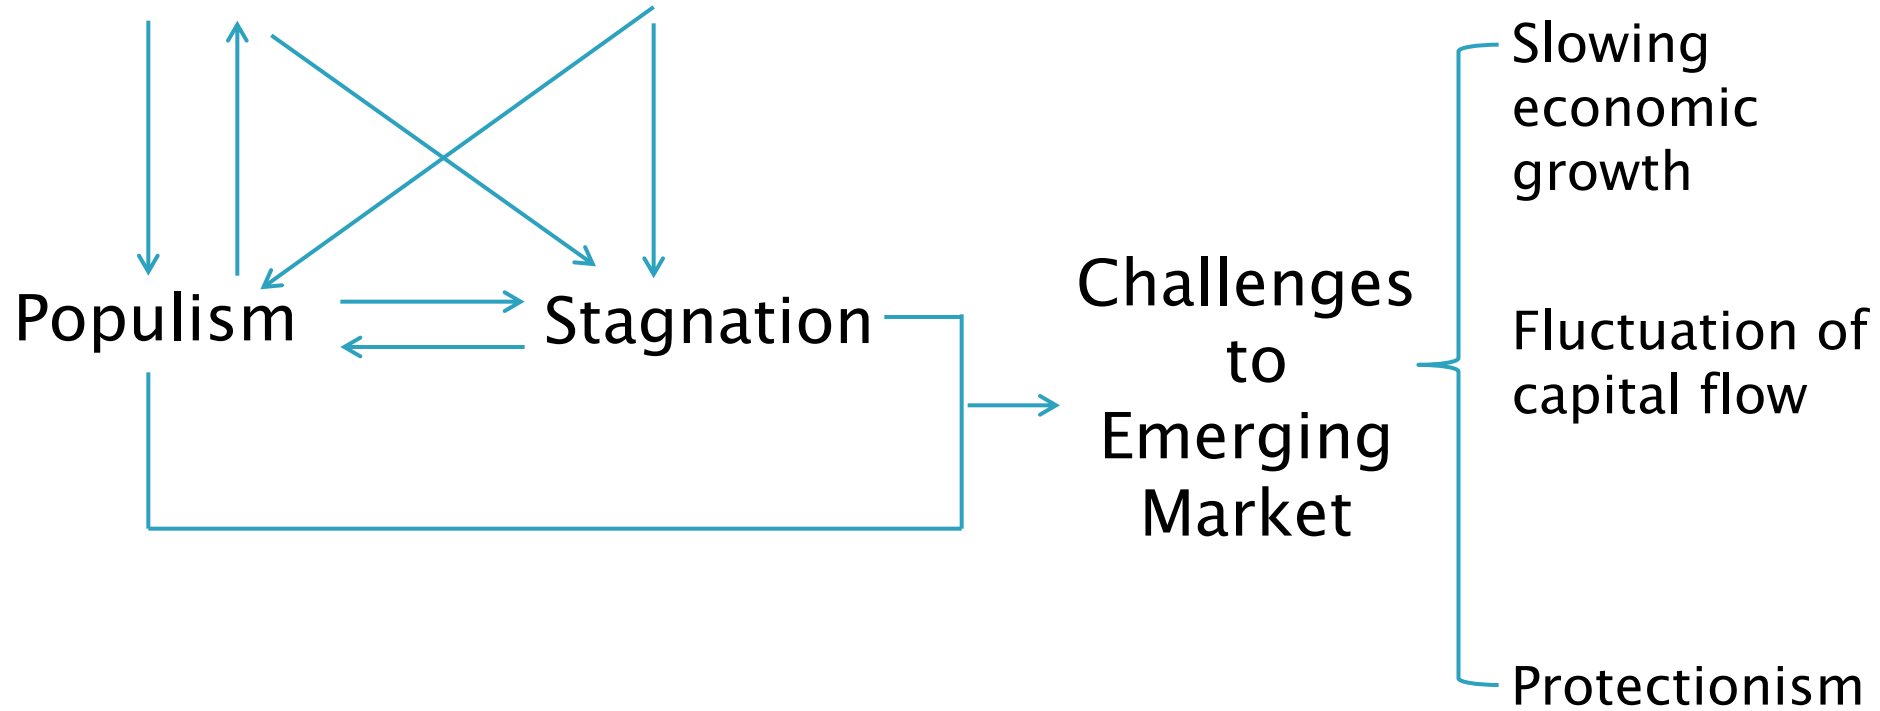 Populism
Stagnation
Challenges
to
Emerging
Market
Slowing
economic
growth
Fluctuation of
capital flow
Protectionism